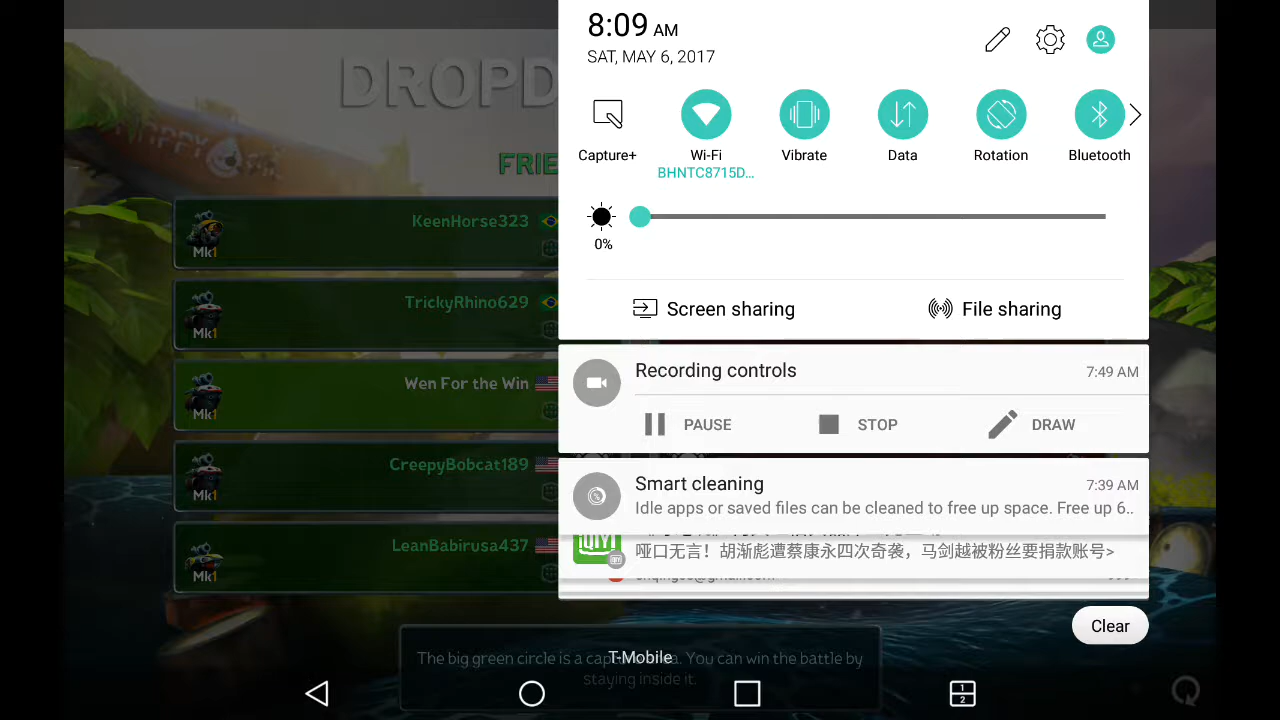 8:09 AM
SAT, MAY 6, 2017
Capture+
Wi-Fi
BHNTC8715D...
Vibrate
Data
Rotation
Bluetooth
0%
Screen sharing
File sharing
Recording controls
7:49 AM
PAUSE
STOP
DRAW
Smart cleaning
7:39 AM
Idle apps or saved files can be cleaned to free up space. Free up 6..
哑口无言！胡渐彪遭蔡康永四次奇袭，马剑越被粉丝要捐款账号>
Clear
DROPD
FRIE
KeenHorse323
Mk1
TrickyRhino629
Mk1
Wen For the Win
Mk1
CreepyBobcat189
Mk1
LeanBabirusa437
Mk1
T-Mobile
The big green circle is a You can win the battle by
staying inside it.